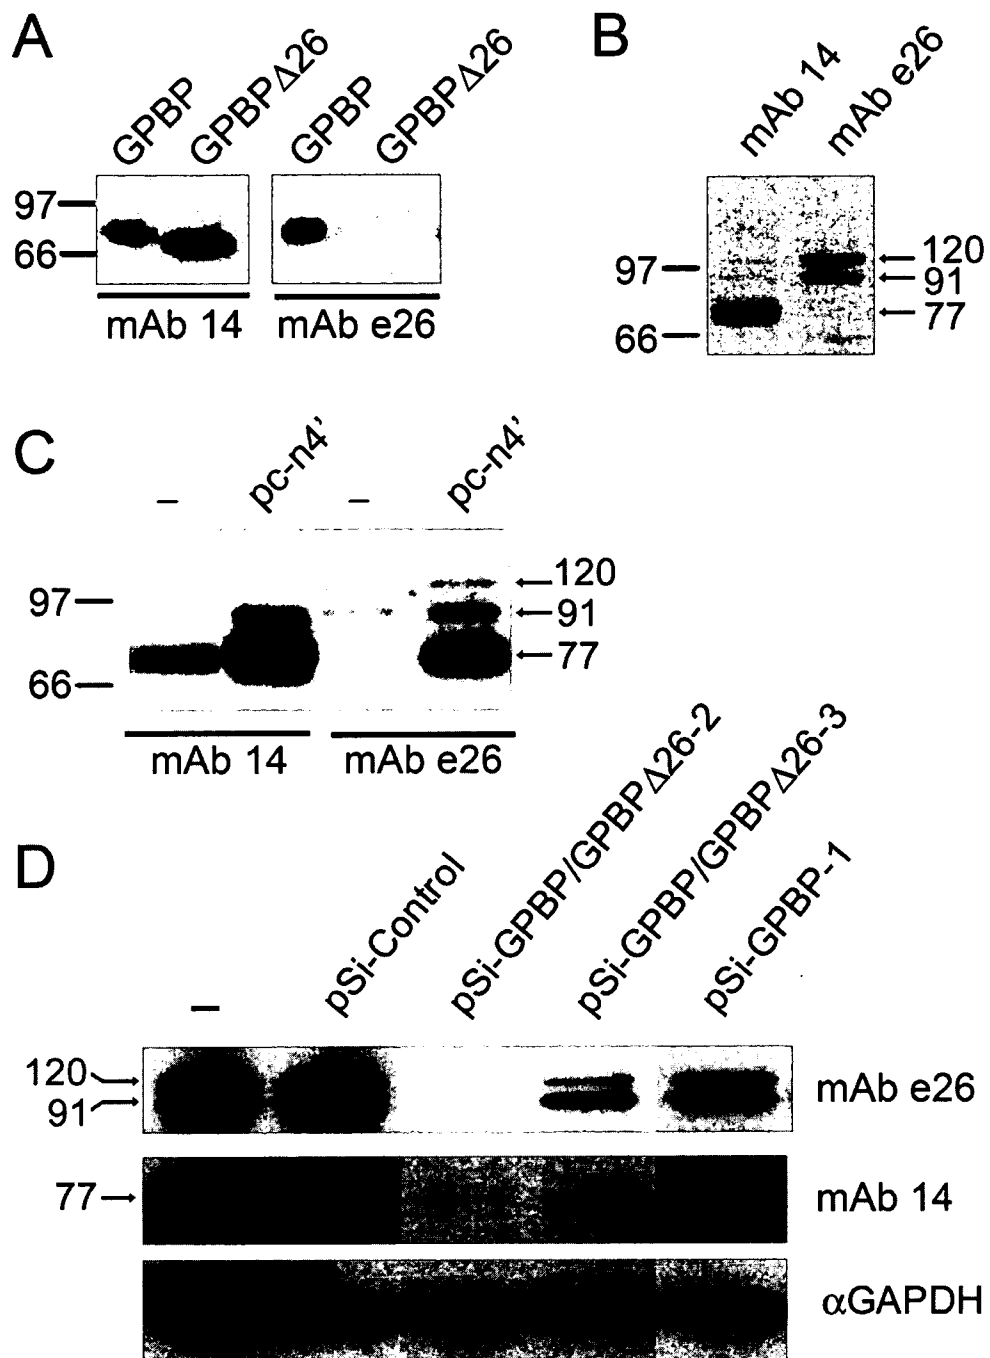 A
GPBP
GPBPΔ26
GPBP
GPBPΔ26
97
66
mAb 14
mAb e26
B
mAb 14
mAb e26
97
66
120
91
77
C
–
pc-n4'
–
pc-n4'
97
66
120
91
77
mAb 14
mAb e26
D
–
pSi-Control
pSi-GPBP/GPBPΔ26-2
pSi-GPBP/GPBPΔ26-3
pSi-GPBP-1
120
91
mAb e26
77
mAb 14
αGAPDH